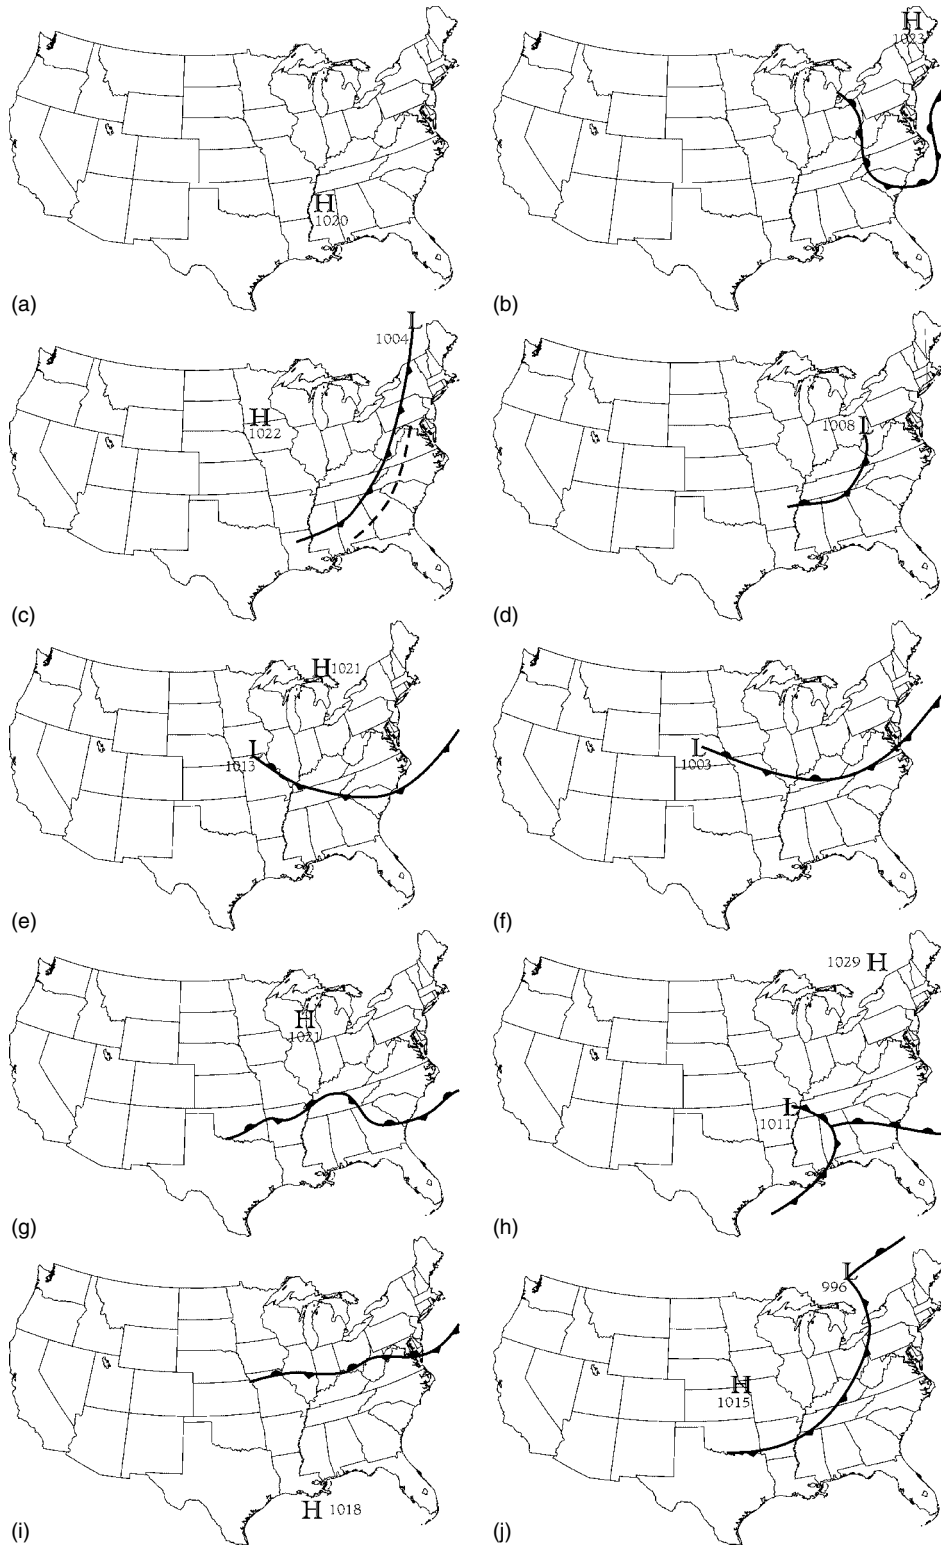 H
1020
(a)
H
1023
(b)
L
1004
H
1022
(c)
1008 L
(d)
H 1021
L
1013
(e)
L
1003
(f)
H
1021
(g)
1029 H
L
1011
(h)
H 1018
(i)
L
996
H
1015
(j)